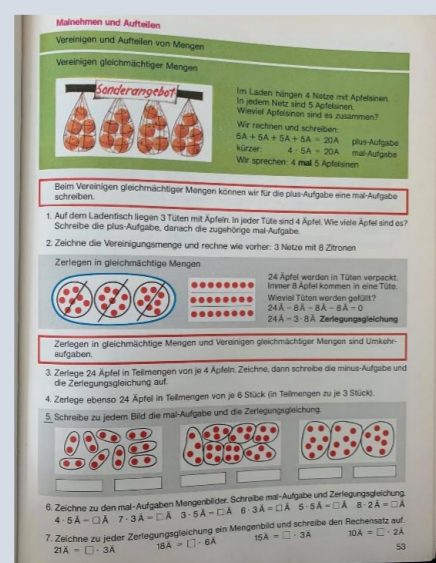 Malnehmen und Aufteilen
Vereinigen und Aufteilen von Mengen
Vereinigen gleichmächtiger Mengen
Sonderangebot
Im Laden hängen 4 Netze mit Apfelsinen.
In jedem Netz sind 5 Apfelsinen.
Wieviel Apfelsinen sind es zusammen?
Wir rechnen und schreiben:
5A + 5A + 5A + 5A = 20A plus-Aufgabe
kürzer: 4 · 5A = 20A mal-Aufgabe
Wir sprechen: 4 mal 5 Apfelsinen
Beim Vereinigen gleichmächtiger Mengen können wir für die plus-Aufgabe eine mal-Aufgabe
schreiben.
1. Auf dem Ladentisch liegen 3 Tüten mit Äpfeln. In jeder Tüte sind 4 Äpfel. Wie viele Äpfel sind es?
Schreibe die plus-Aufgabe, danach die zugehörige mal-Aufgabe.
2. Zeichne die Vereinigungsmenge und rechne wie vorher: 3 Netze mit 8 Zitronen
Zerlegen in gleichmächtige Mengen
24 Äpfel werden in Tüten verpackt.
Immer 8 Äpfel kommen in eine Tüte.
Wieviel Tüten werden gefüllt?
24Ä − 8Ä − 8Ä − 8Ä = 0
24Ä = 3 · 8Ä Zerlegungsgleichung
Zerlegen in gleichmächtige Mengen und Vereinigen gleichmächtiger Mengen sind Umkehr-
aufgaben.
3. Zerlege 24 Äpfel in Teilmengen von je 4 Äpfeln. Zeichne, dann schreibe die minus-Aufgabe und
die Zerlegungsgleichung auf.
4. Zerlege ebenso 24 Äpfel in Teilmengen von je 6 Stück (in Teilmengen zu je 3 Stück).
5. Schreibe zu jedem Bild die mal-Aufgabe und die Zerlegungsgleichung.
6. Zeichne zu den mal-Aufgaben Mengenbilder. Schreibe mal-Aufgabe und Zerlegungsgleichung.
4 · 5Ä = □Ä 7 · 3Ä = □Ä 3 · 5Ä = □Ä 6 · 3Ä = □Ä 5 · 5Ä = □Ä 8 · 2Ä = □Ä
7. Zeichne zu jeder Zerlegungsgleichung ein Mengenbild und schreibe den Rechensatz auf.
21Ä = □ · 3Ä 18Ä = □ · 6Ä 15Ä = □ · 3Ä 10Ä = □ · 2Ä
53